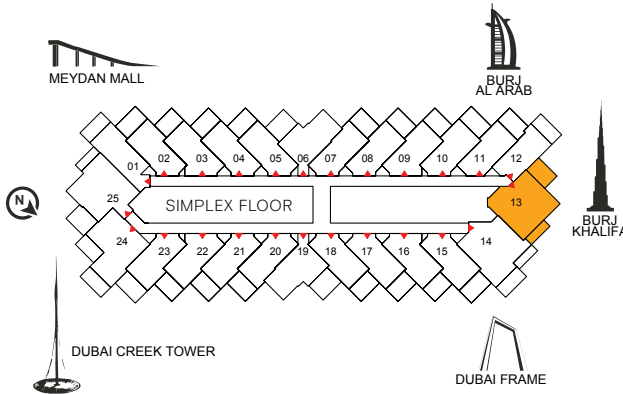 MEYDAN MALL
BURJ
AL ARAB
01
02
03
04
05
06
07
08
09
10
11
12
13
25
SIMPLEX FLOOR
N
BURJ
KHALIFA
24
23
22
21
20
19
18
17
16
15
14
DUBAI CREEK TOWER
DUBAI FRAME